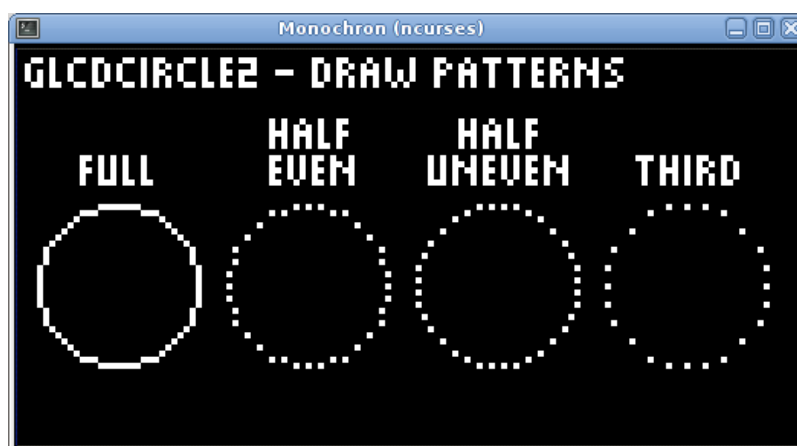 Monochron (ncurses)
GLCDCIRCLE2 - DRAW PATTERNS
HALF HALF
FULL EVEN UNEVEN THIRD